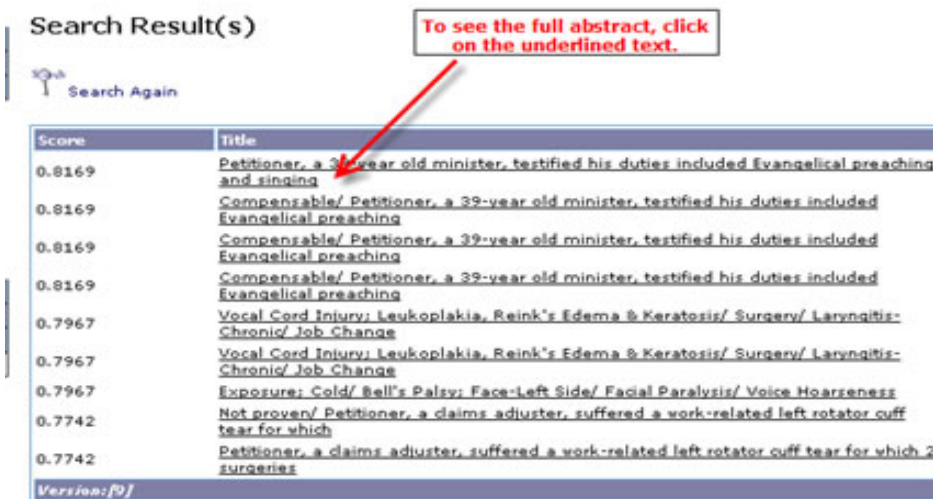 Search Result(s)
To see the full abstract, click
on the underlined text.
Search
Search Again
Score Title
0.8169 Petitioner, a 39-year old minister, testified his duties included Evangelical preaching
and singing
0.8169 Compensable/ Petitioner, a 39-year old minister, testified his duties included
Evangelical preaching
0.8169 Compensable/ Petitioner, a 39-year old minister, testified his duties included
Evangelical preaching
0.8169 Compensable/ Petitioner, a 39-year old minister, testified his duties included
Evangelical preaching
0.7967 Vocal Cord Injury; Leukoplakia, Reink's Edema & Keratosis/ Surgery/ Laryngitis-
Chronic/ Job Change
0.7967 Vocal Cord Injury; Leukoplakia, Reink's Edema & Keratosis/ Surgery/ Laryngitis-
Chronic/ Job Change
0.7967 Exposure; Cold/ Bell's Palsy; Face-Left Side/ Facial Paralysis/ Voice Hoarseness
0.7742 Not proven/ Petitioner, a claims adjuster, suffered a work-related left rotator cuff
tear for which
0.7742 Petitioner, a claims adjuster, suffered a work-related left rotator cuff tear for which 2
surgeries
Version:[9]